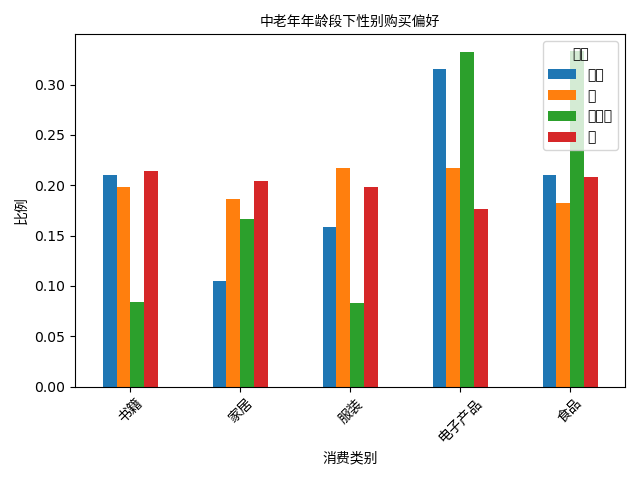 中老年年龄段下性别购买偏好
比例
0.30
0.25
0.20
0.15
0.10
0.05
0.00
书籍
家居
服装
电子产品
食品
消费类别